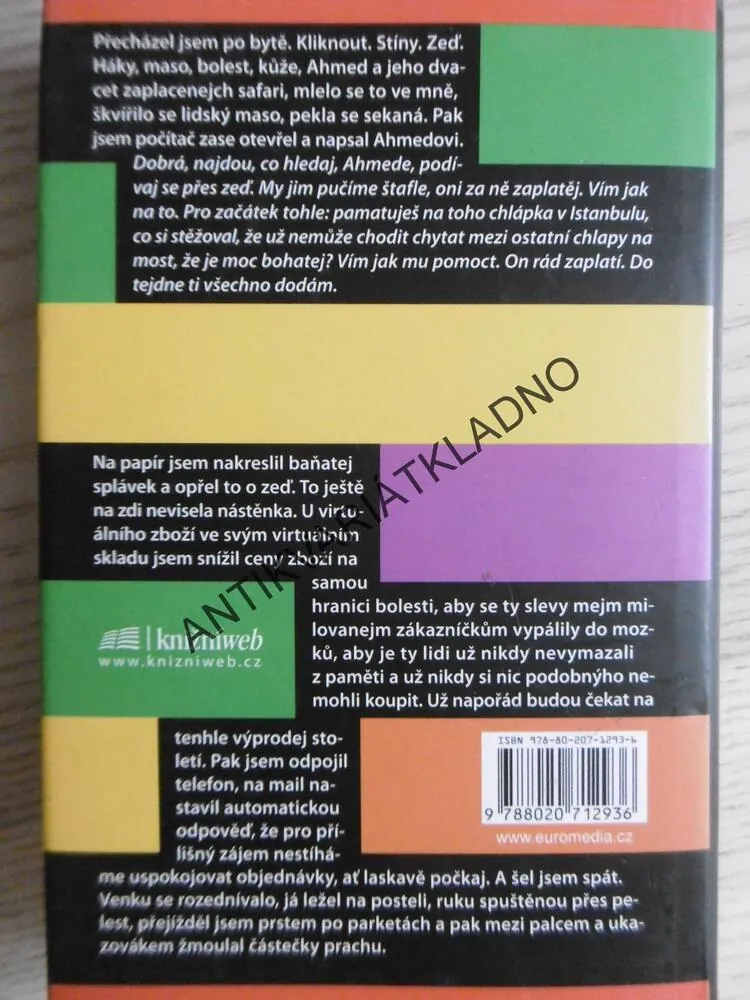 Přecházel jsem po bytě. Kliknout. Stíny. Zeď.
Háky, maso, bolest, kůže, Ahmed a jeho dva-
cet zaplacenejch safari, mlelo se to ve mně,
škvířilo se lidský maso, pekla se sekaná. Pak
jsem počítač zase otevřel a napsal Ahmedovi.
Dobrá, najdou, co hledaj, Ahmede, podí-
vaj se přes zeď. My jim pučíme štafle, oni za ně zaplatěj. Vím jak
na to. Pro začátek tohle: pamatuješ na toho chlápka v Istanbulu,
co si stěžoval, že už nemůže chodit chytat mezi ostatní chlapy na
most, že je moc bohatej? Vím jak mu pomoct. On rád zaplatí. Do
tejdne ti všechno dodám.
ANTIKVARIÁTKLADNO
Na papír jsem nakreslil baňatej
splávek a opřel to o zeď. To ještě
na zdi nevisela nástěnka. U virtu-
álního zboží ve svým virtuálním
skladu jsem snížil ceny zboží na
samou
hranici bolesti, aby se ty slevy mejm mi-
lovanejm zákazníčkům vypálily do moz-
ků, aby je ty lidi už nikdy nevymazali
z paměti a už nikdy si nic podobnýho ne-
mohli koupit. Už napořád budou čekat na
knizniweb
www.knizniweb.cz
tenhle výprodej sto-
letí. Pak jsem odpojil
telefon, na mail na-
stavil automatickou
odpověď, že pro pří-
lišný zájem nestíhá-
me uspokojovat objednávky, ať laskavě počkaj. A šel jsem spát.
Venku se rozednívalo, já ležel na posteli, ruku spuštěnou přes pe-
lest, přejížděl jsem prstem po parketách a pak mezi palcem a uka-
zovákem žmoulal částečky prachu.
ISBN 978-80-207-1293-6
9 788020 712936
www.euromedia.cz